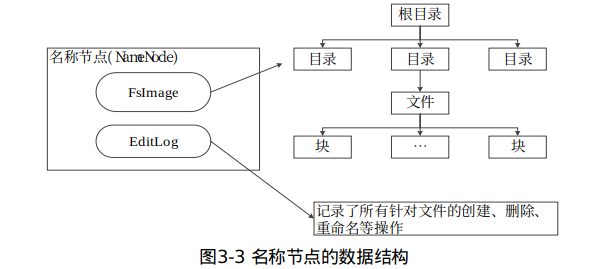 根目录
名称节点(NameNode)
目录
目录
目录
FsImage
文件
EditLog
块
…
块
记录了所有针对文件的创建、删除、
重命名等操作
图3-3 名称节点的数据结构